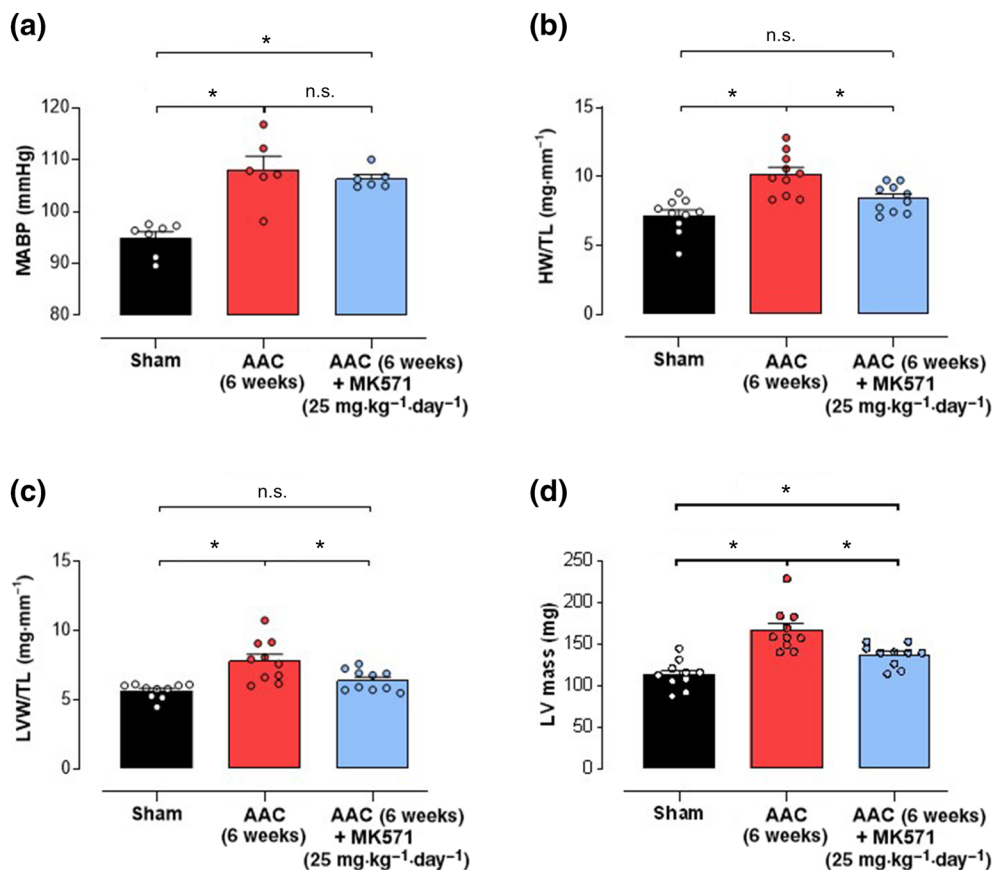 (a)
*
*
n.s.
MABP (mmHg)
120
110
100
90
80
Sham
AAC
(6 weeks)
AAC (6 weeks)
+ MK571
(25 mg·kg⁻¹·day⁻¹)
(b)
n.s.
*
*
HW/TL (mg·mm⁻¹)
15
10
5
0
Sham
AAC
(6 weeks)
AAC (6 weeks)
+ MK571
(25 mg·kg⁻¹·day⁻¹)
(c)
n.s.
*
*
LVW/TL (mg·mm⁻¹)
15
10
5
0
Sham
AAC
(6 weeks)
AAC (6 weeks)
+ MK571
(25 mg·kg⁻¹·day⁻¹)
(d)
*
*
*
LV mass (mg)
250
200
150
100
50
0
Sham
AAC
(6 weeks)
AAC (6 weeks)
+ MK571
(25 mg·kg⁻¹·day⁻¹)